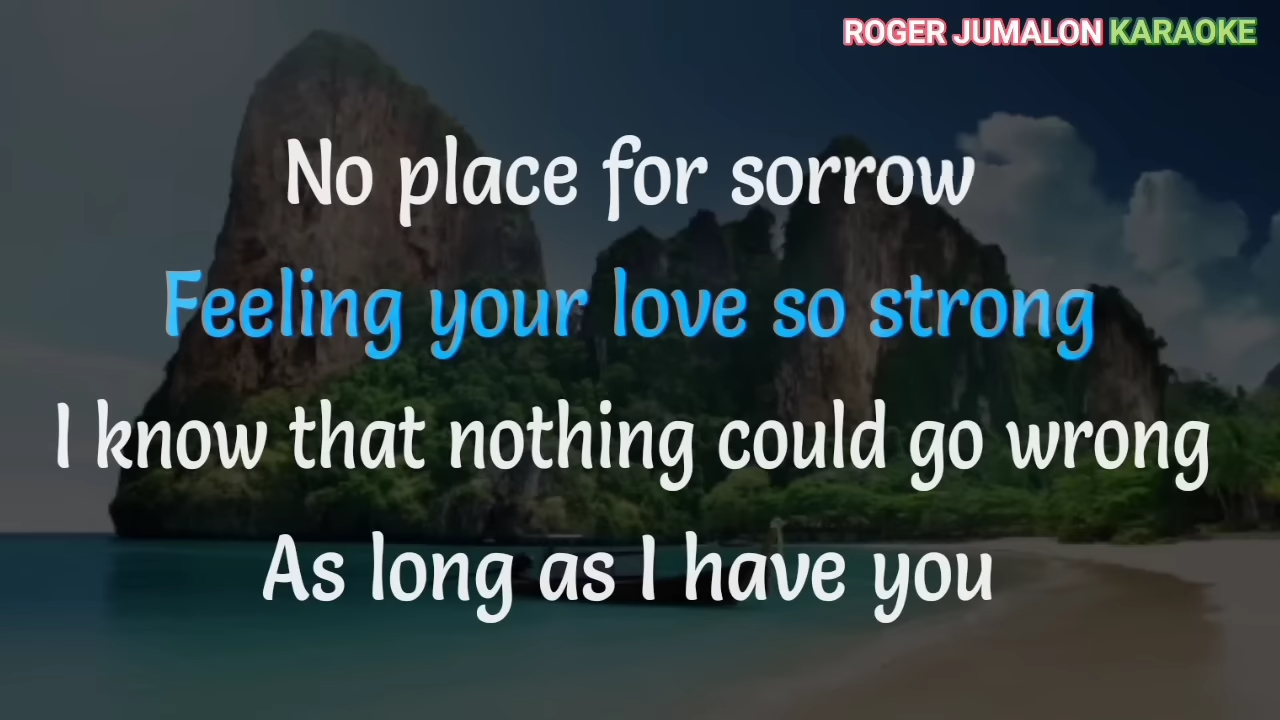 ROGER JUMALON KARAOKE
No place for sorrow
Feeling your love so strong
I know that nothing could go wrong
As long as I have you